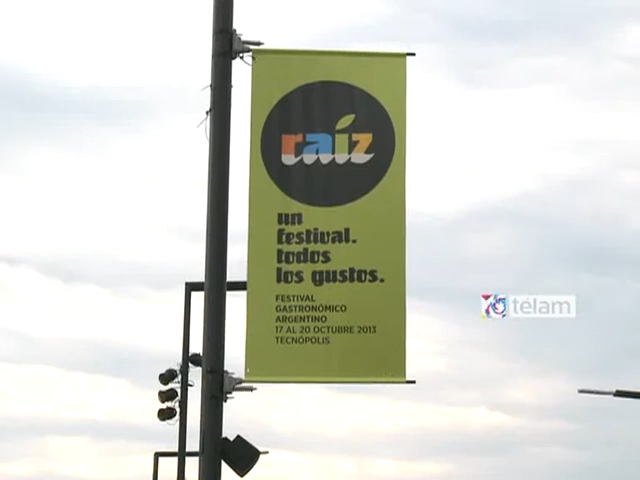 raíz
un
festival.
todos
los gustos.
FESTIVAL
GASTRONÓMICO
ARGENTINO
17 AL 20 OCTUBRE 2013
TECNÓPOLIS
télam